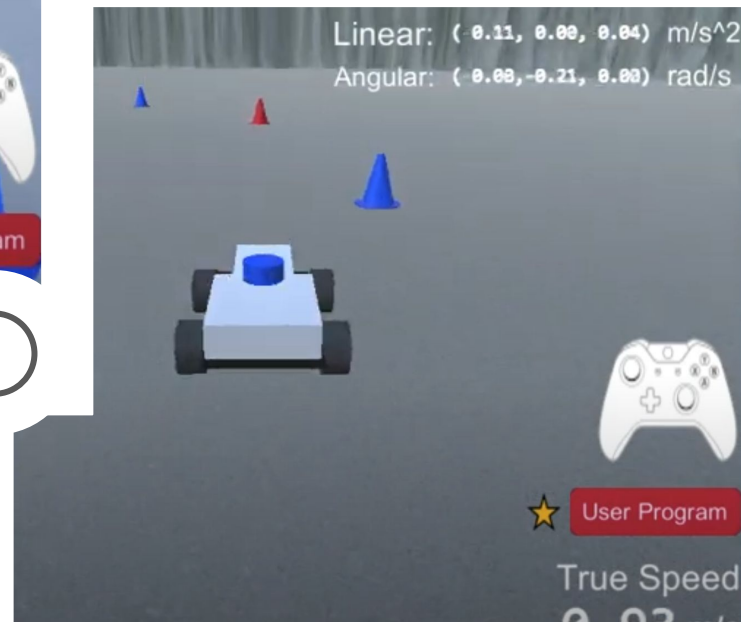 Linear: (-0.11, 0.00, 0.04) m/s^2
Angular: ( 0.00,-0.21, 0.00) rad/s
am
User Program
True Speed